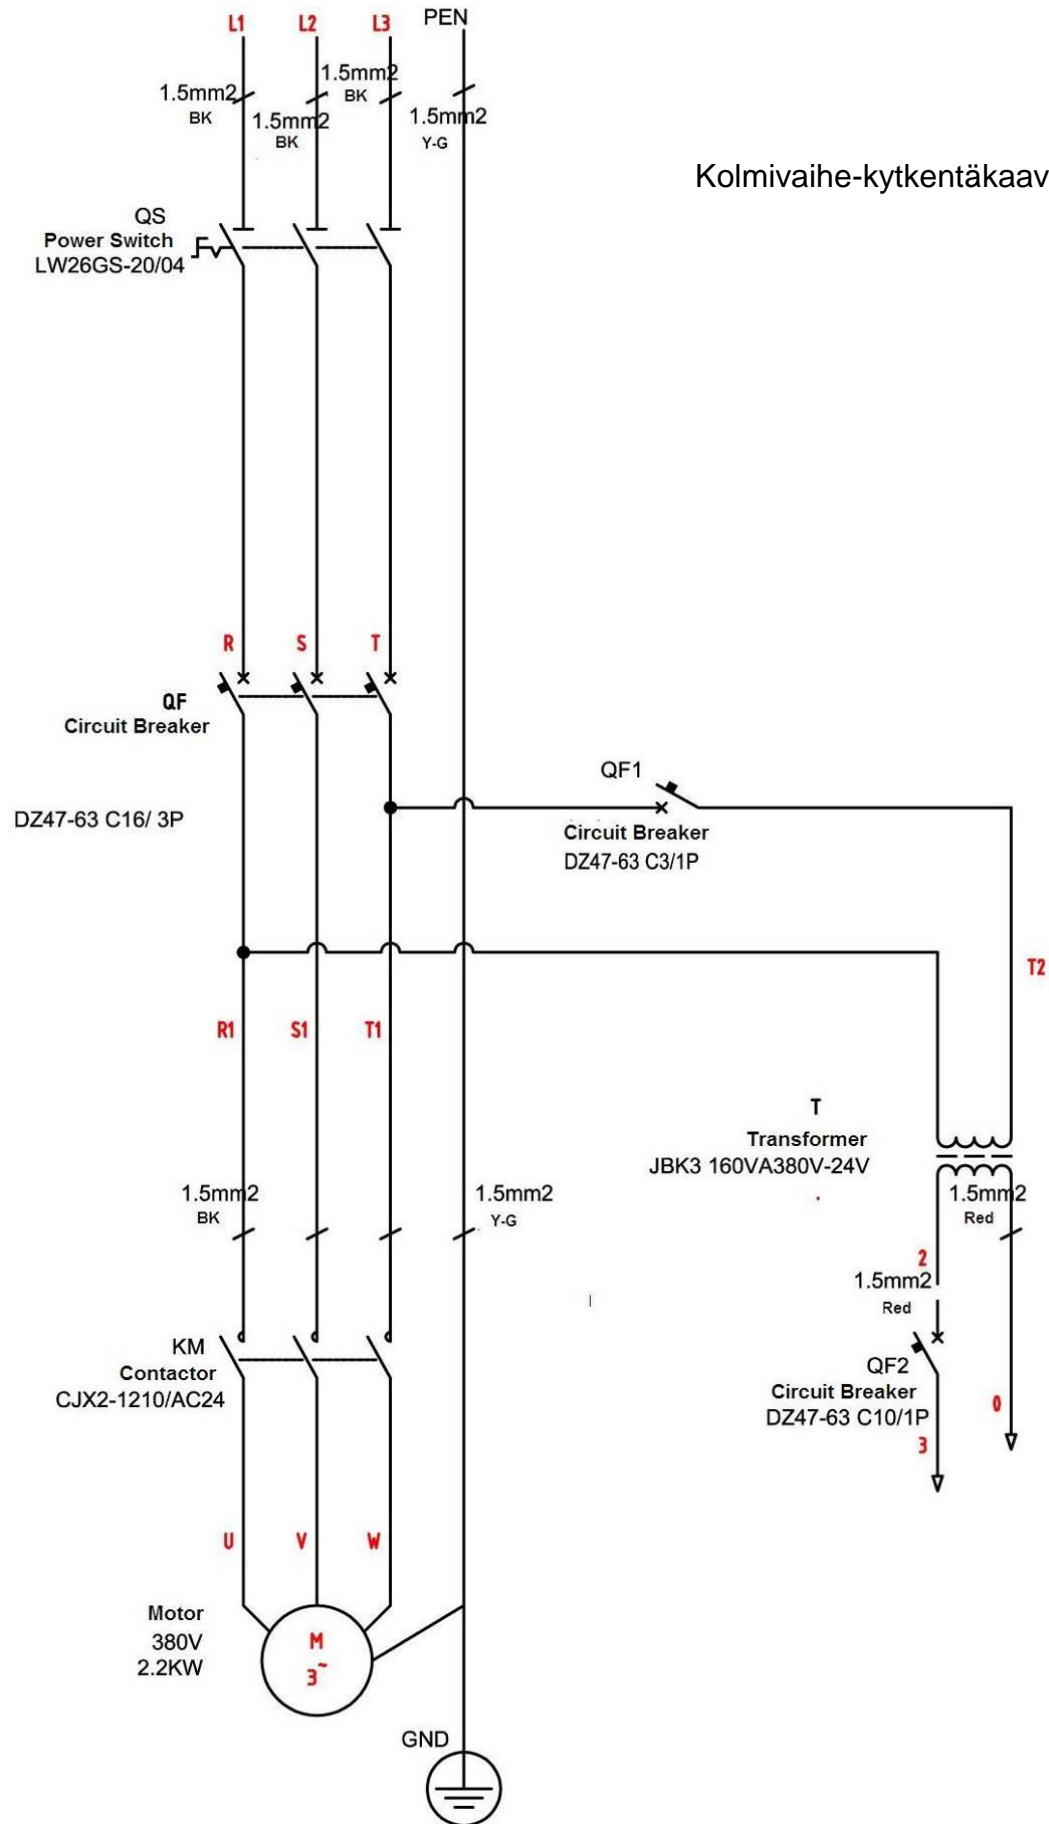 L1
L2
L3
PEN
1.5mm2
BK
1.5mm2
BK
1.5mm2
BK
1.5mm2
Y-G
Kolmivaihe-kytkentäkaav
QS
Power Switch
LW26GS-20/04
R
S
T
QF
Circuit Breaker
DZ47-63 C16/ 3P
QF1
Circuit Breaker
DZ47-63 C3/1P
T2
R1
S1
T1
T
Transformer
JBK3 160VA380V-24V
1.5mm2
BK
1.5mm2
Y-G
1.5mm2
Red
2
1.5mm2
Red
KM
Contactor
CJX2-1210/AC24
QF2
Circuit Breaker
DZ47-63 C10/1P
0
3
U
V
W
Motor
380V
2.2KW
M
3~
GND